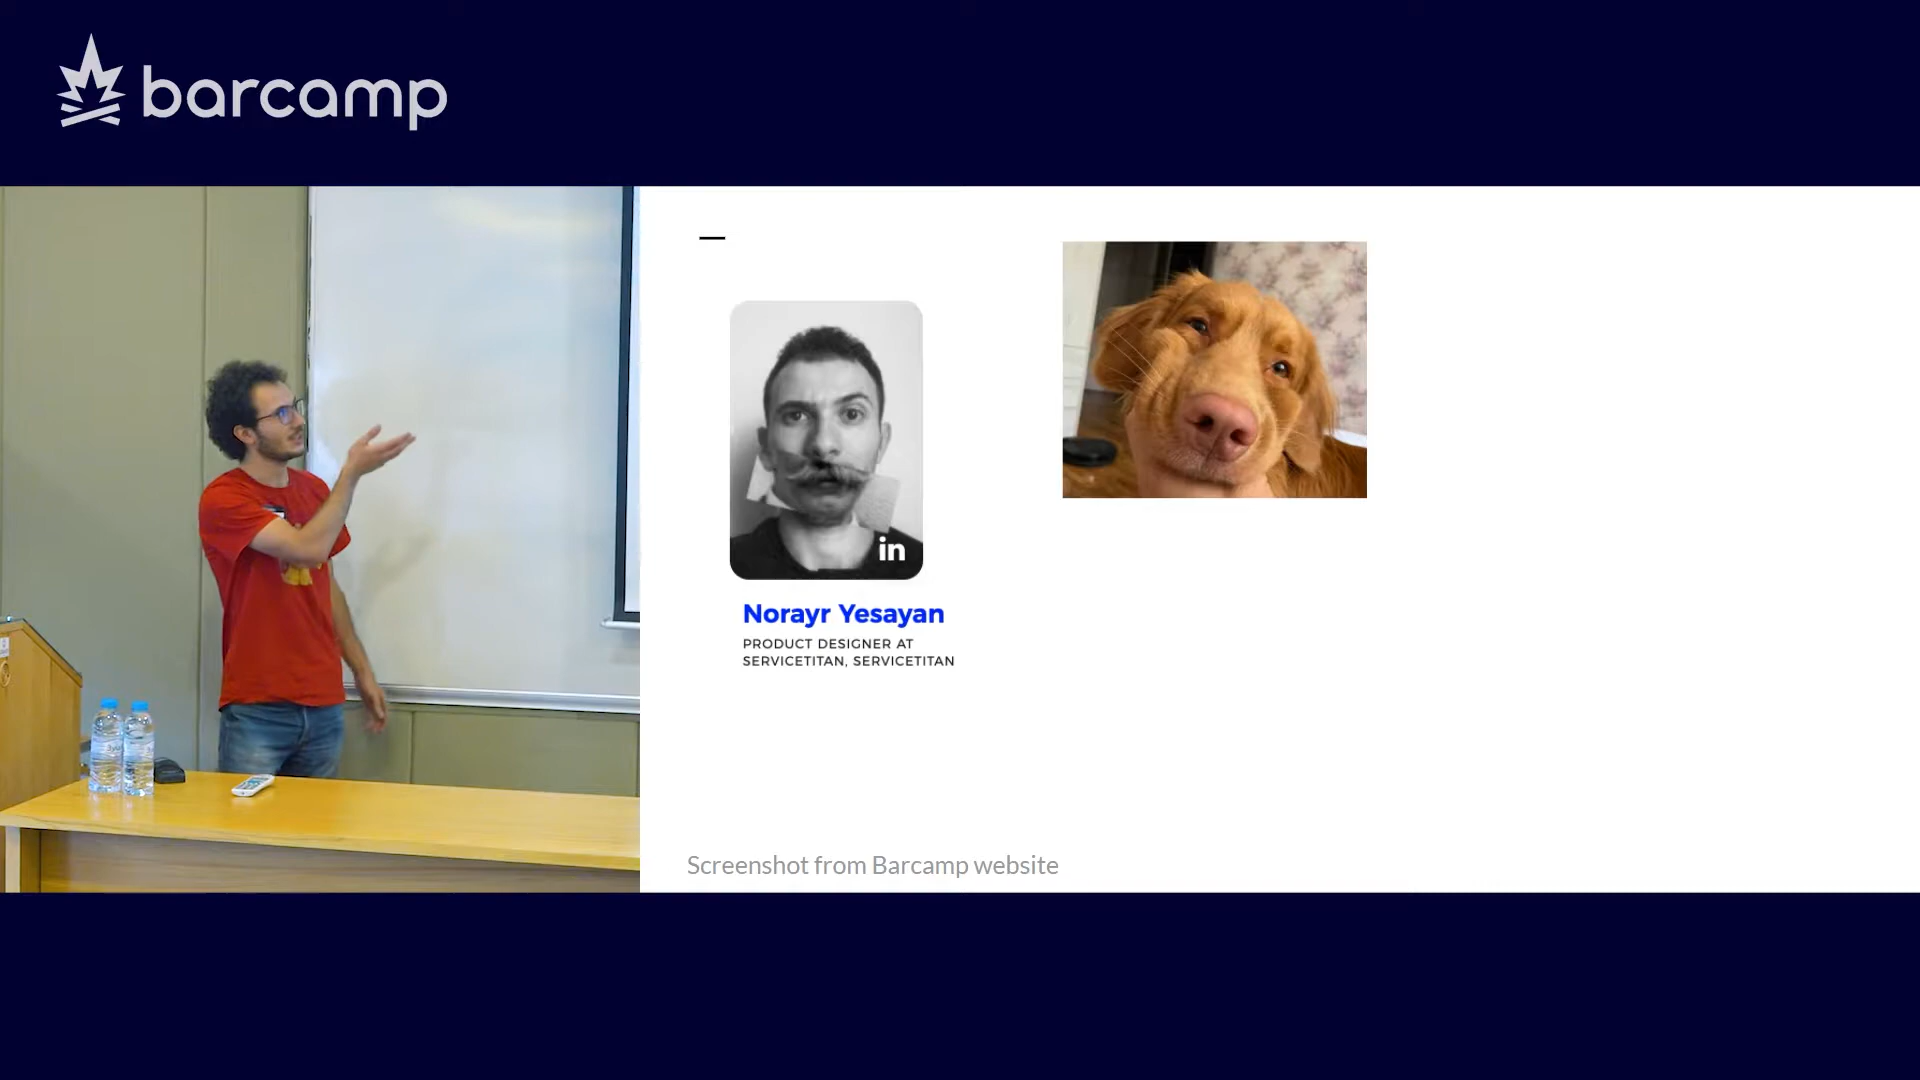 barcamp
in
Norayr Yesayan
PRODUCT DESIGNER AT
SERVICETITAN, SERVICETITAN
Screenshot from Barcamp website